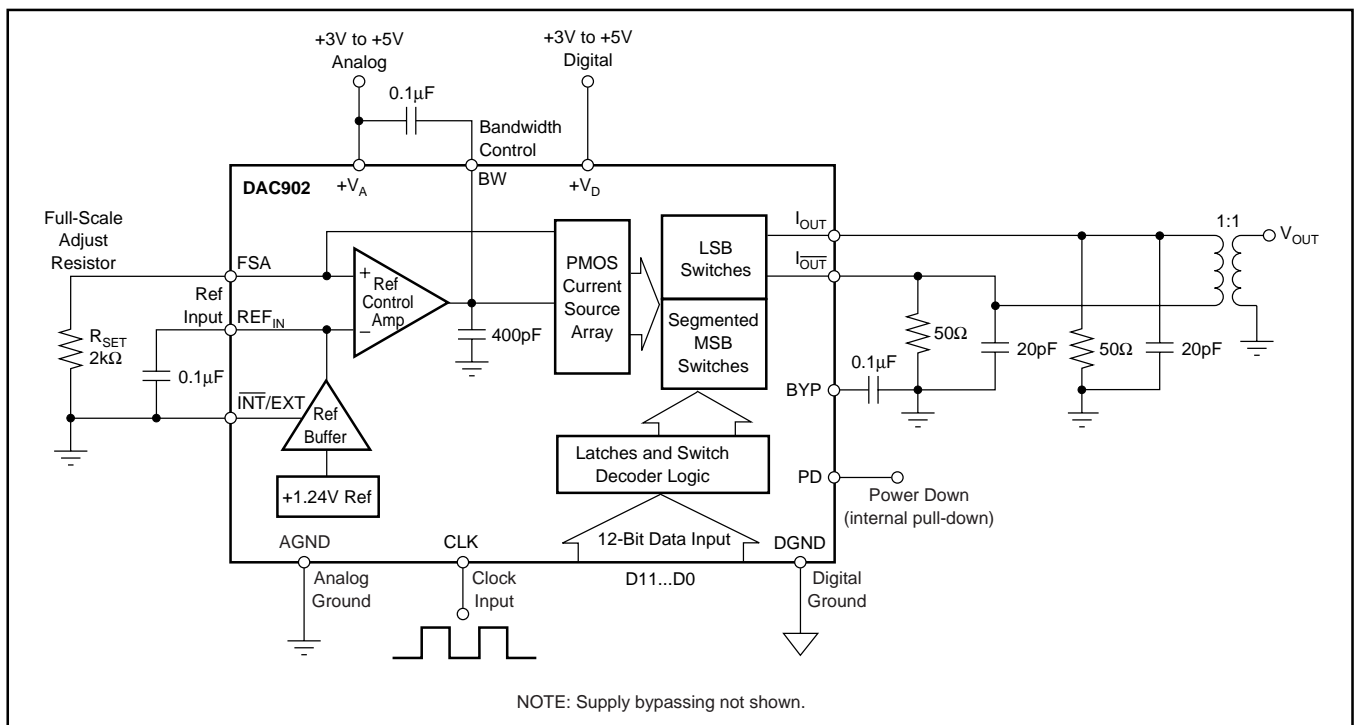 +3V to +5V
Analog
+3V to +5V
Digital
0.1µF
Bandwidth
Control
DAC902
+VA
BW
+VD
Full-Scale
Adjust
Resistor
FSA
Ref
Input
REFIN
RSET
2kΩ
0.1µF
INT/EXT
+
Ref
Control
Amp
–
400pF
Ref
Buffer
+1.24V Ref
PMOS
Current
Source
Array
LSB
Switches
Segmented
MSB
Switches
Latches and Switch
Decoder Logic
12-Bit Data Input
D11...D0
IOUT
IOUT
1:1
VOUT
50Ω
20pF
50Ω
20pF
0.1µF
BYP
PD
Power Down
(internal pull-down)
AGND
Analog
Ground
CLK
Clock
Input
DGND
Digital
Ground
NOTE: Supply bypassing not shown.